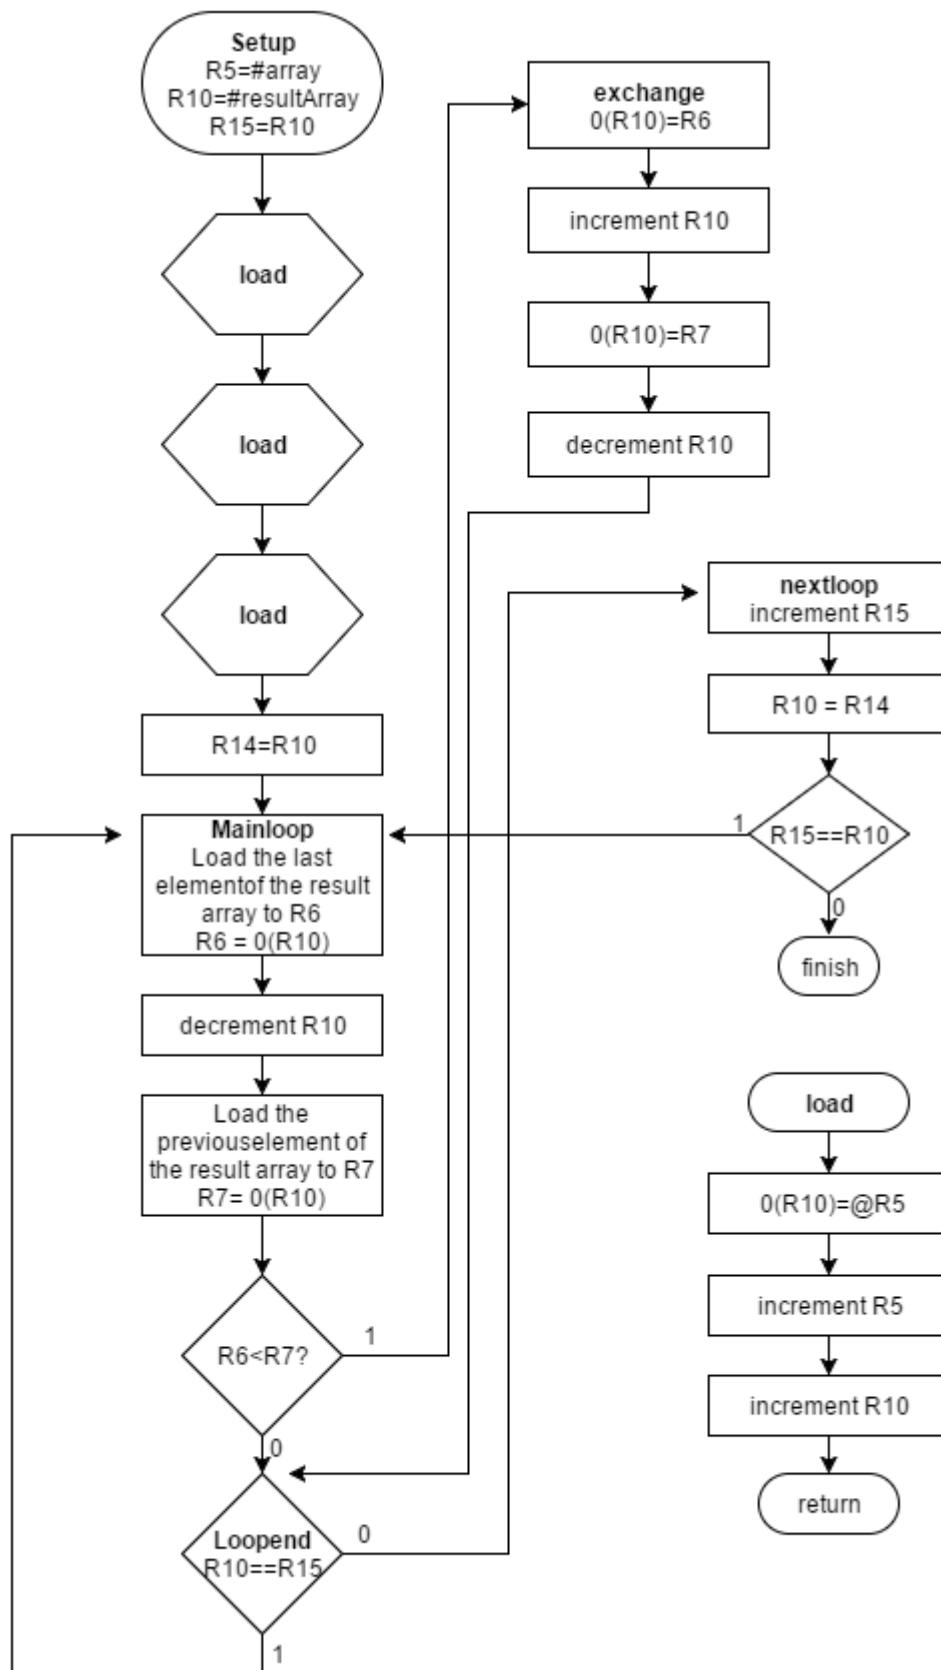 Setup
R5=#array
R10=#resultArray
R15=R10
load
load
load
R14=R10
Mainloop
Load the last
elementof the result
array to R6
R6 = 0(R10)
decrement R10
Load the
previouselement of
the result array to R7
R7= 0(R10)
R6<R7?
1
0
Loopend
R10==R15
0
1
exchange
0(R10)=R6
increment R10
0(R10)=R7
decrement R10
nextloop
increment R15
R10 = R14
R15==R10
1
0
finish
load
0(R10)=@R5
increment R5
increment R10
return